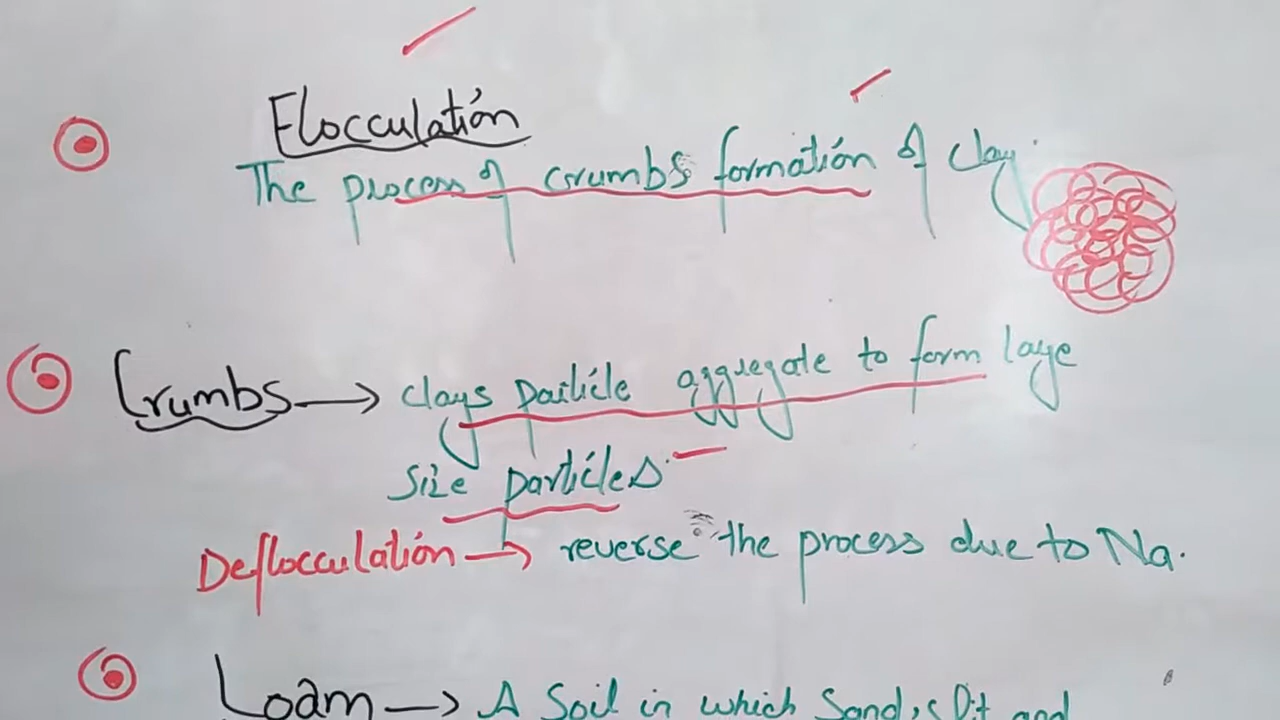 Flocculation
The process of crumbs formation of clay.
Crumbs → clays particle aggregate to form large
size particles.
Deflocculation → reverse the process due to Na.
Loam → A Soil in which Sand, silt and